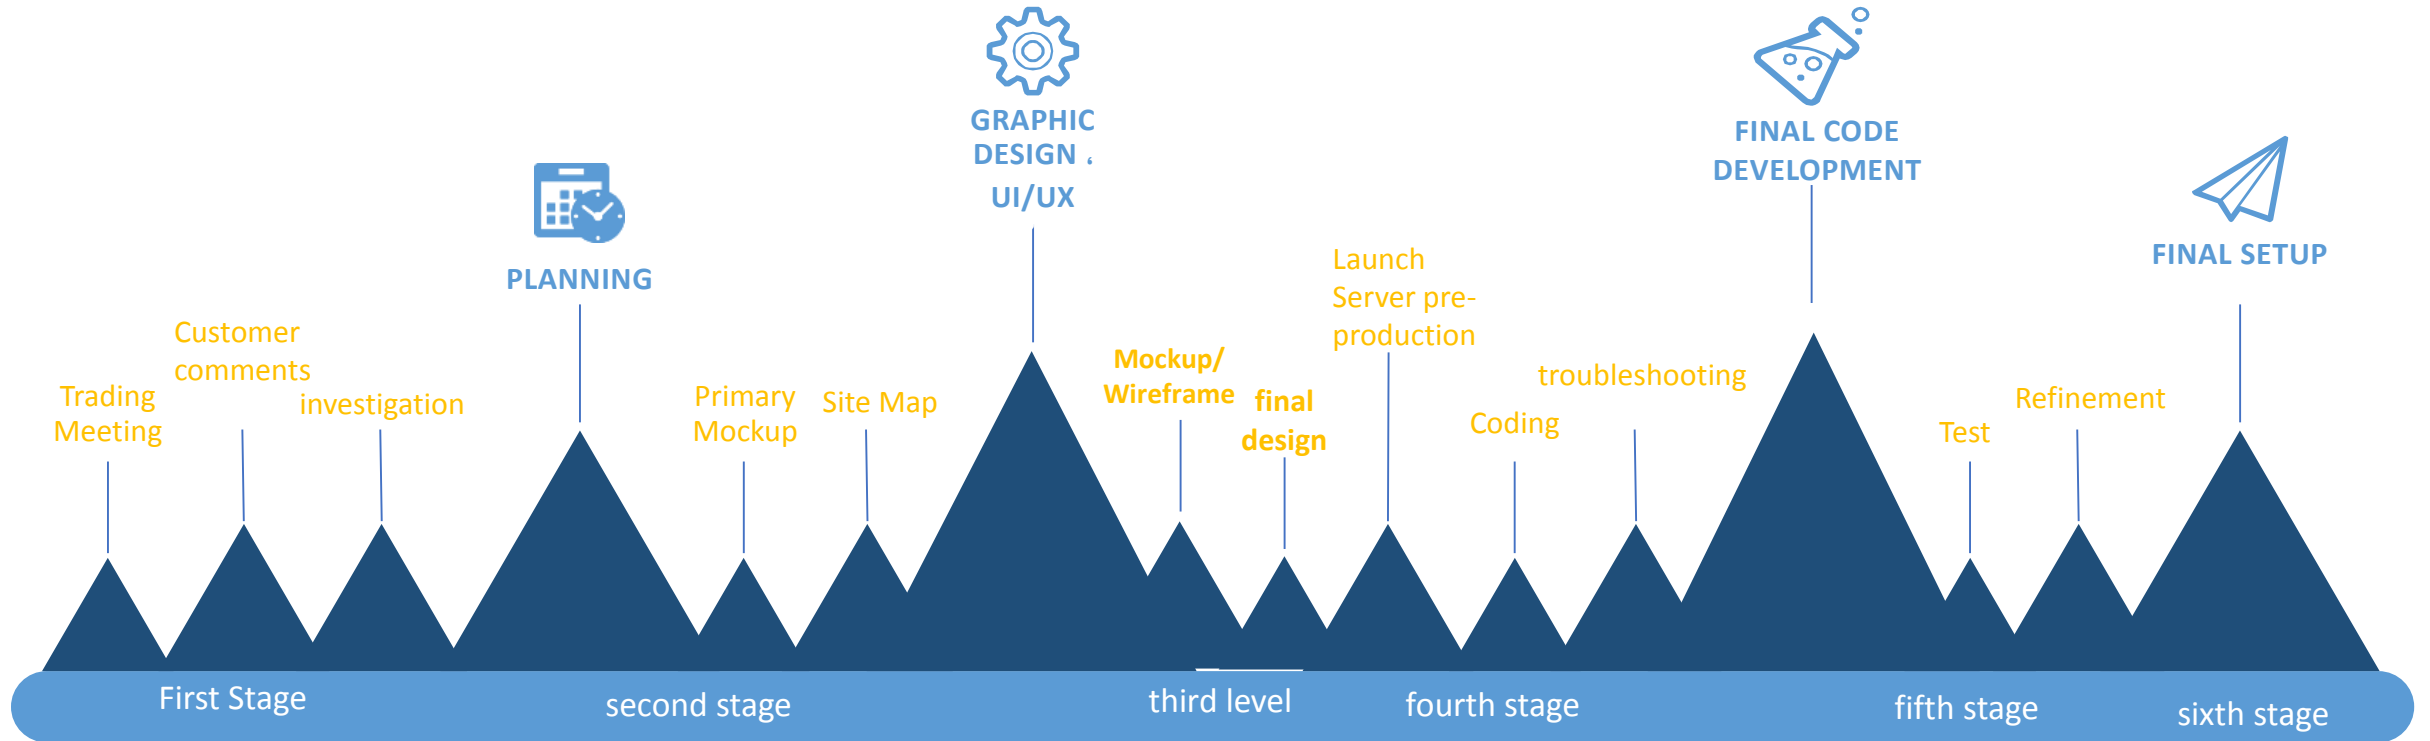 Trading
Meeting
Customer
comments
investigation
PLANNING
Primary
Mockup
Site Map
GRAPHIC
DESIGN ،
UI/UX
Mockup/
Wireframe
final
design
Launch
Server pre-
production
Coding
troubleshooting
FINAL CODE
DEVELOPMENT
Test
Refinement
FINAL SETUP
First Stage
second stage
third level
fourth stage
fifth stage
sixth stage